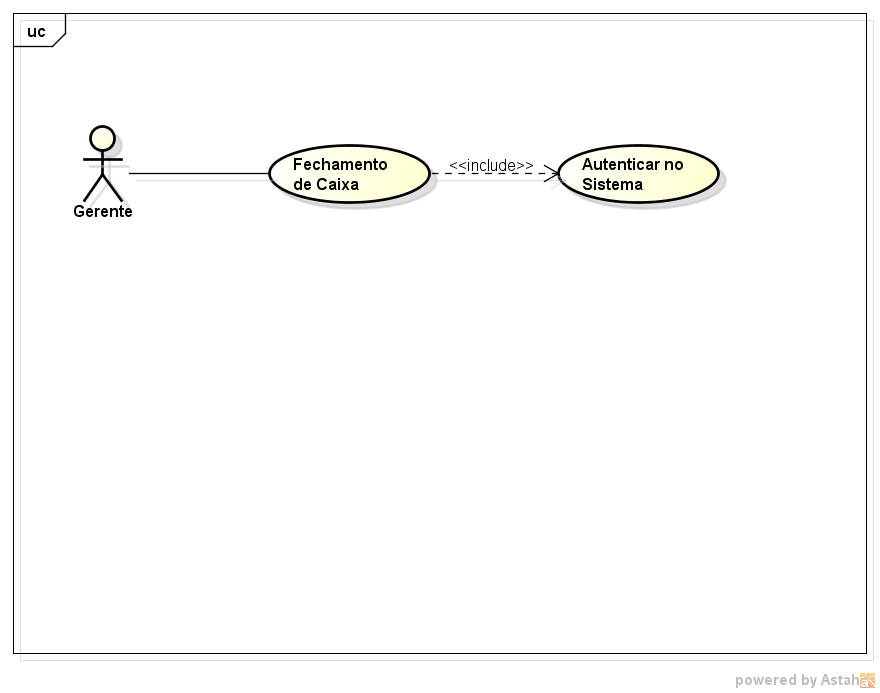 uc
Fechamento
de Caixa
<<include>>
Autenticar no
Sistema
Gerente
powered by Astah